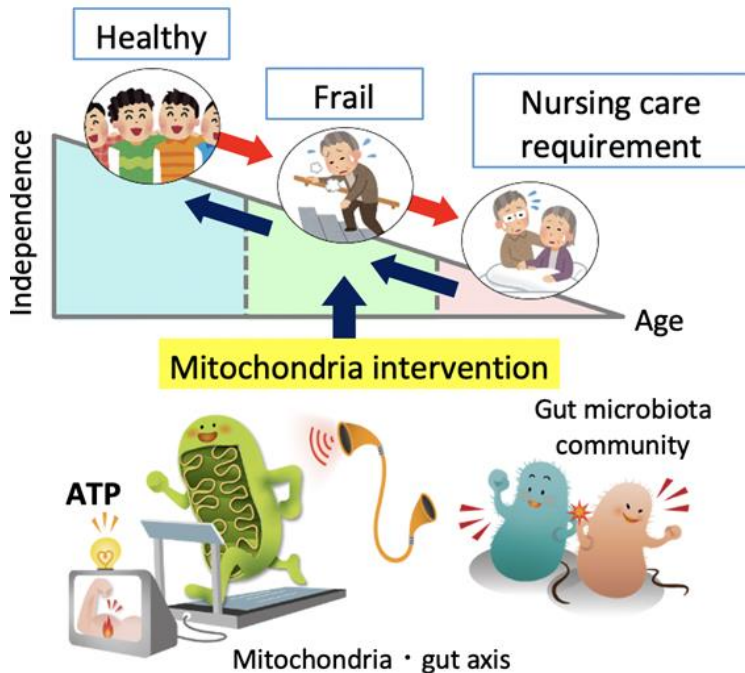 Healthy
Frail
Nursing care
requirement
Independence
Age
Mitochondria intervention
Gut microbiota
community
ATP
Mitochondria・gut axis